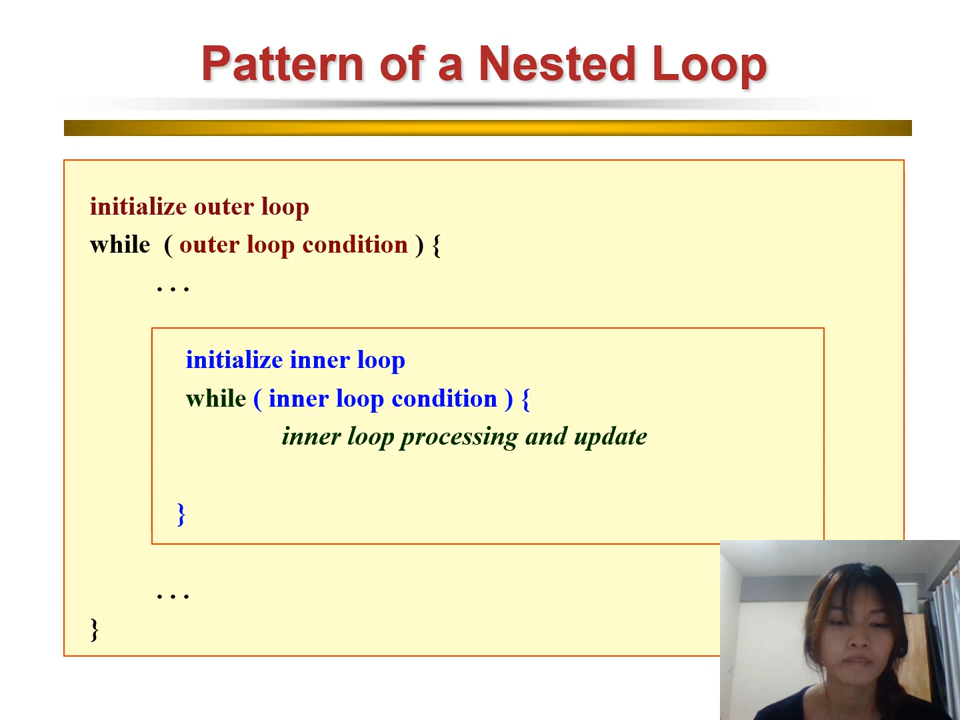 Pattern of a Nested Loop
initialize outer loop
while ( outer loop condition ) {
. . .
initialize inner loop
while ( inner loop condition ) {
inner loop processing and update
}
. . .
}